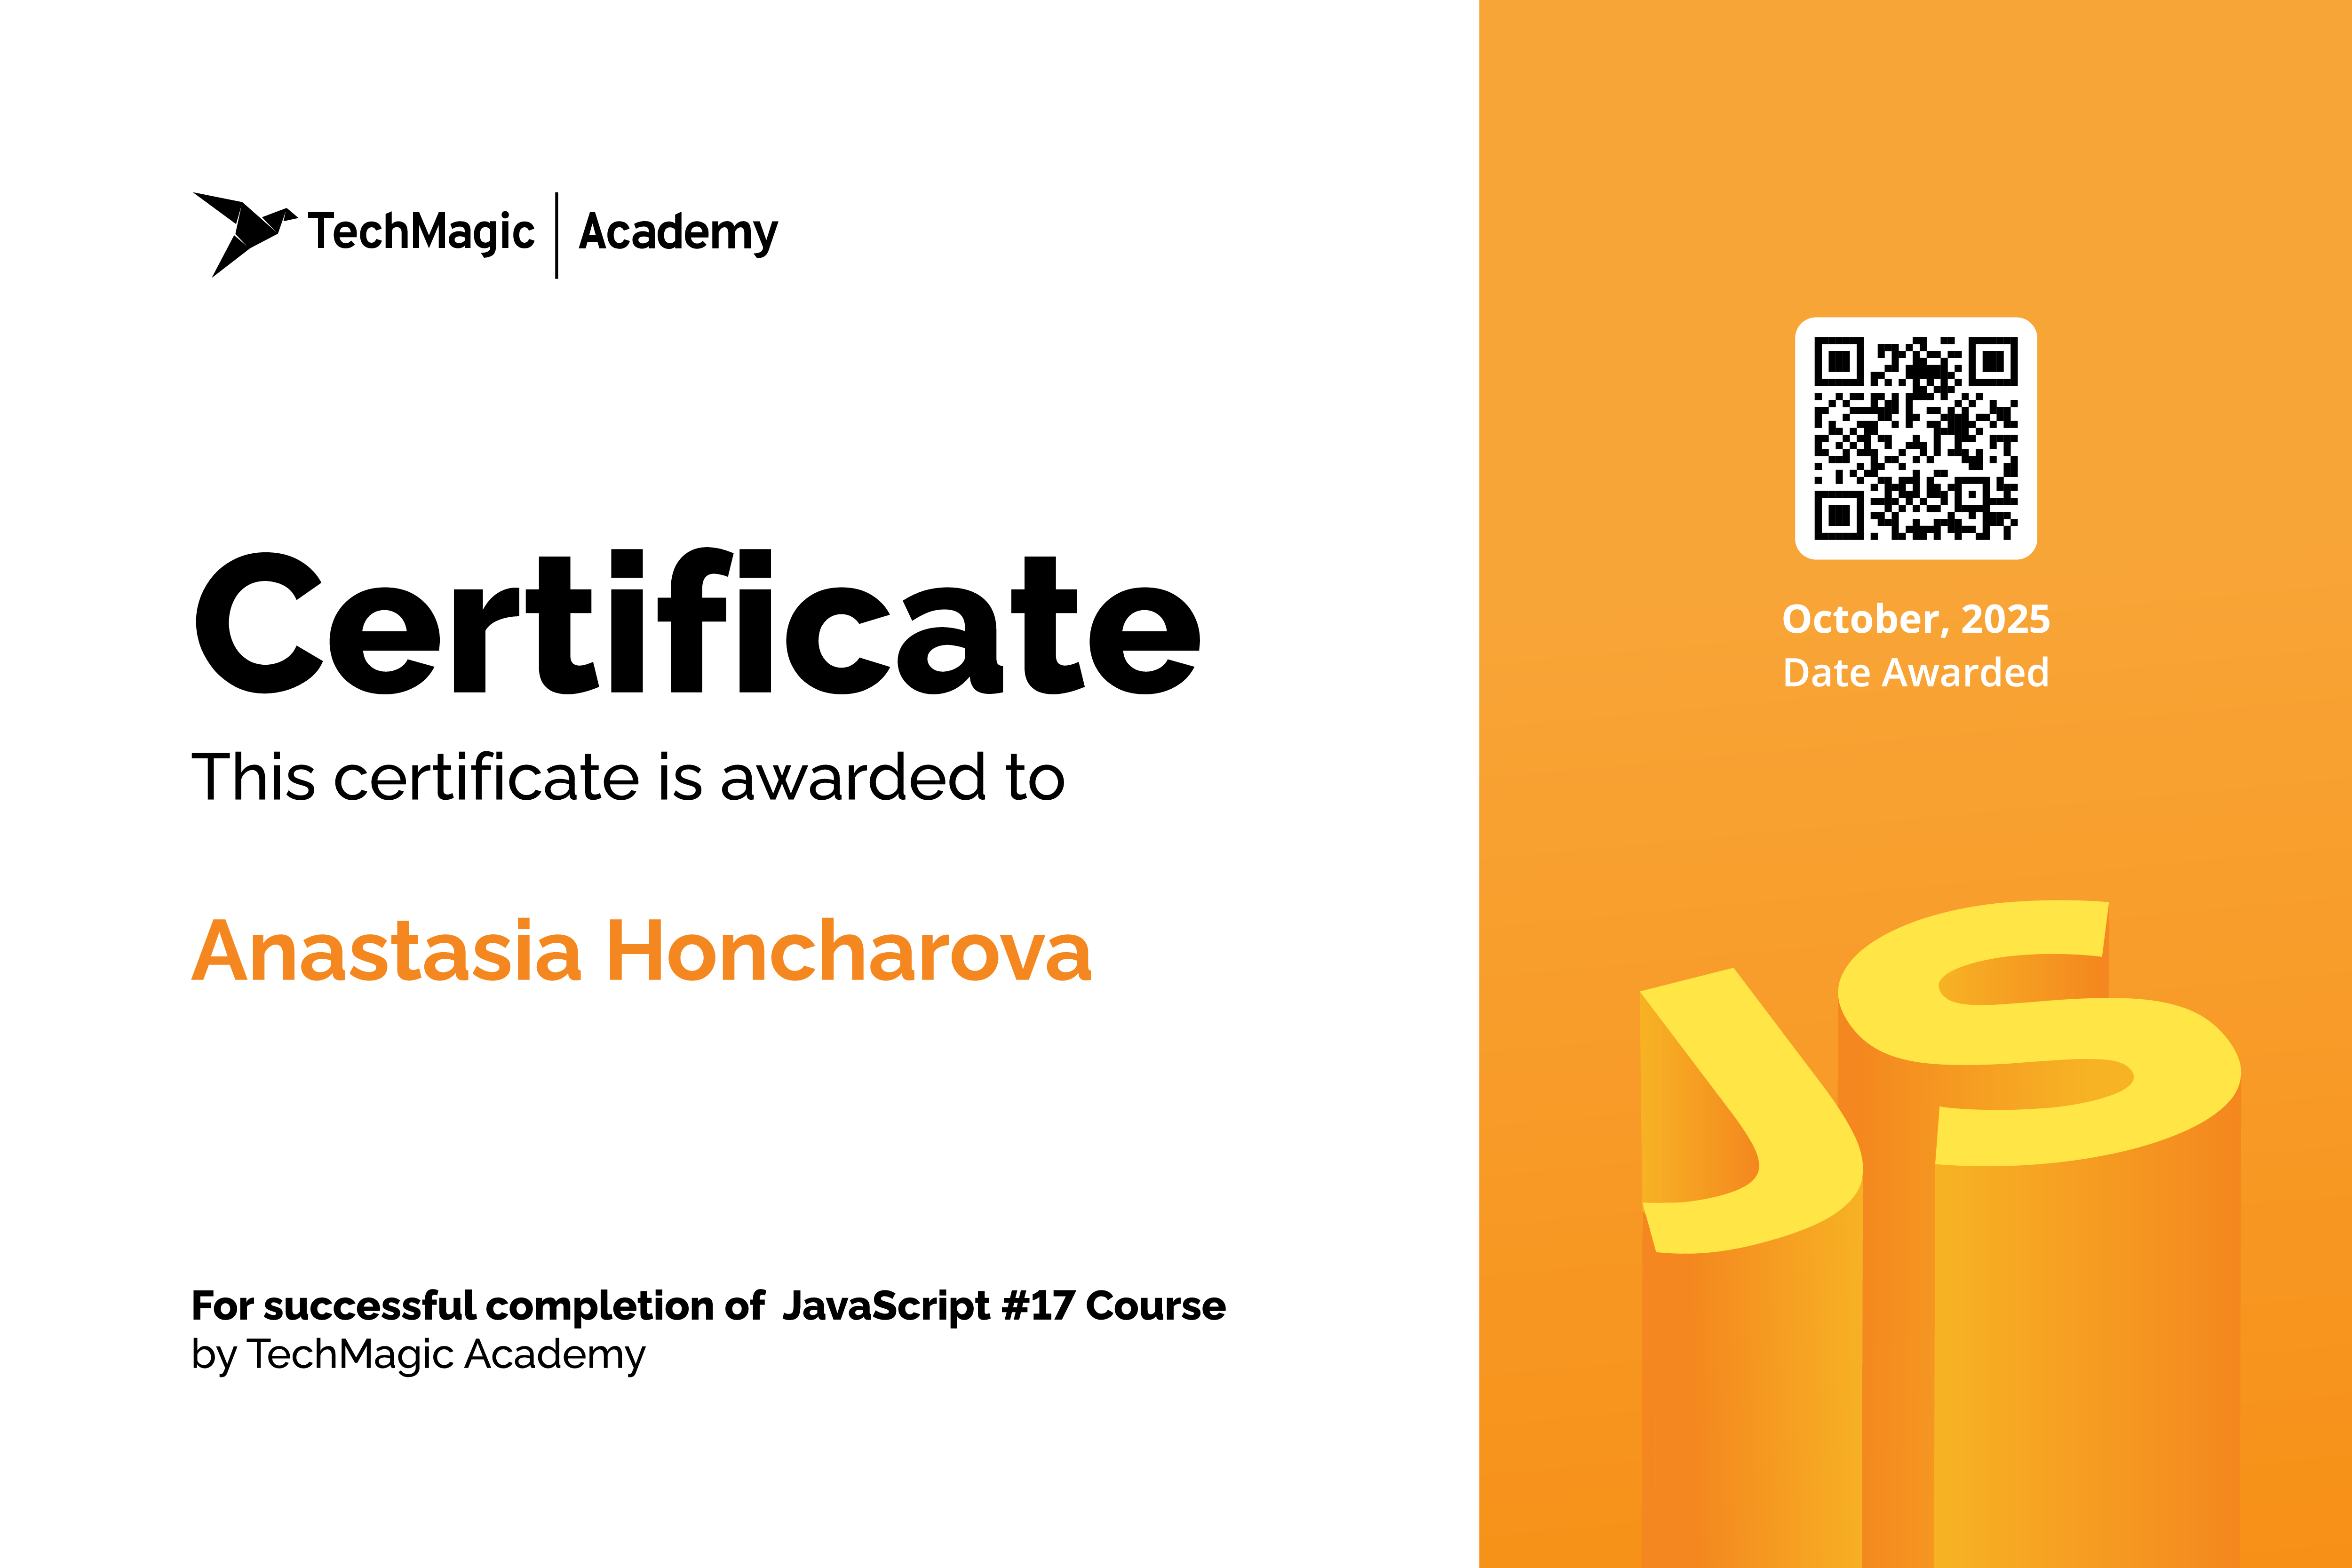 TechMagic | Academy
Certificate
This certificate is awarded to
Anastasia Honcharova
For successful completion of  JavaScript #17 Course
by TechMagic Academy
October, 2025
Date Awarded
JS